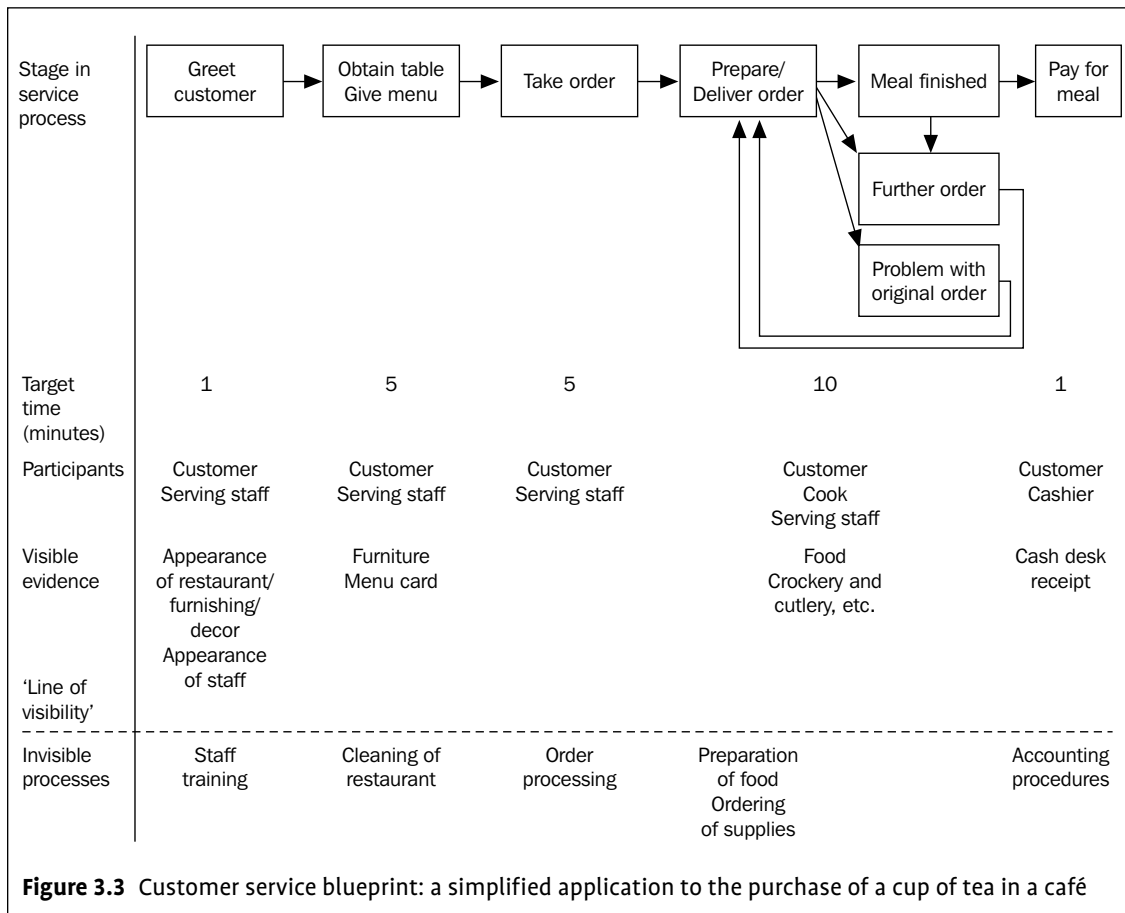 Stage in
service
process
Greet
customer
Obtain table
Give menu
Take order
Prepare/
Deliver order
Meal finished
Pay for
meal
Further order
Problem with
original order
Target
time
(minutes)
1
5
5
10
1
Participants
Customer
Serving staff
Customer
Serving staff
Customer
Serving staff
Customer
Cook
Serving staff
Customer
Cashier
Visible
evidence
Appearance
of restaurant/
furnishing/
decor
Appearance
of staff
Furniture
Menu card
Food
Crockery and
cutlery, etc.
Cash desk
receipt
‘Line of
visibility’
Invisible
processes
Staff
training
Cleaning of
restaurant
Order
processing
Preparation
of food
Ordering
of supplies
Accounting
procedures
Figure 3.3 Customer service blueprint: a simplified application to the purchase of a cup of tea in a café